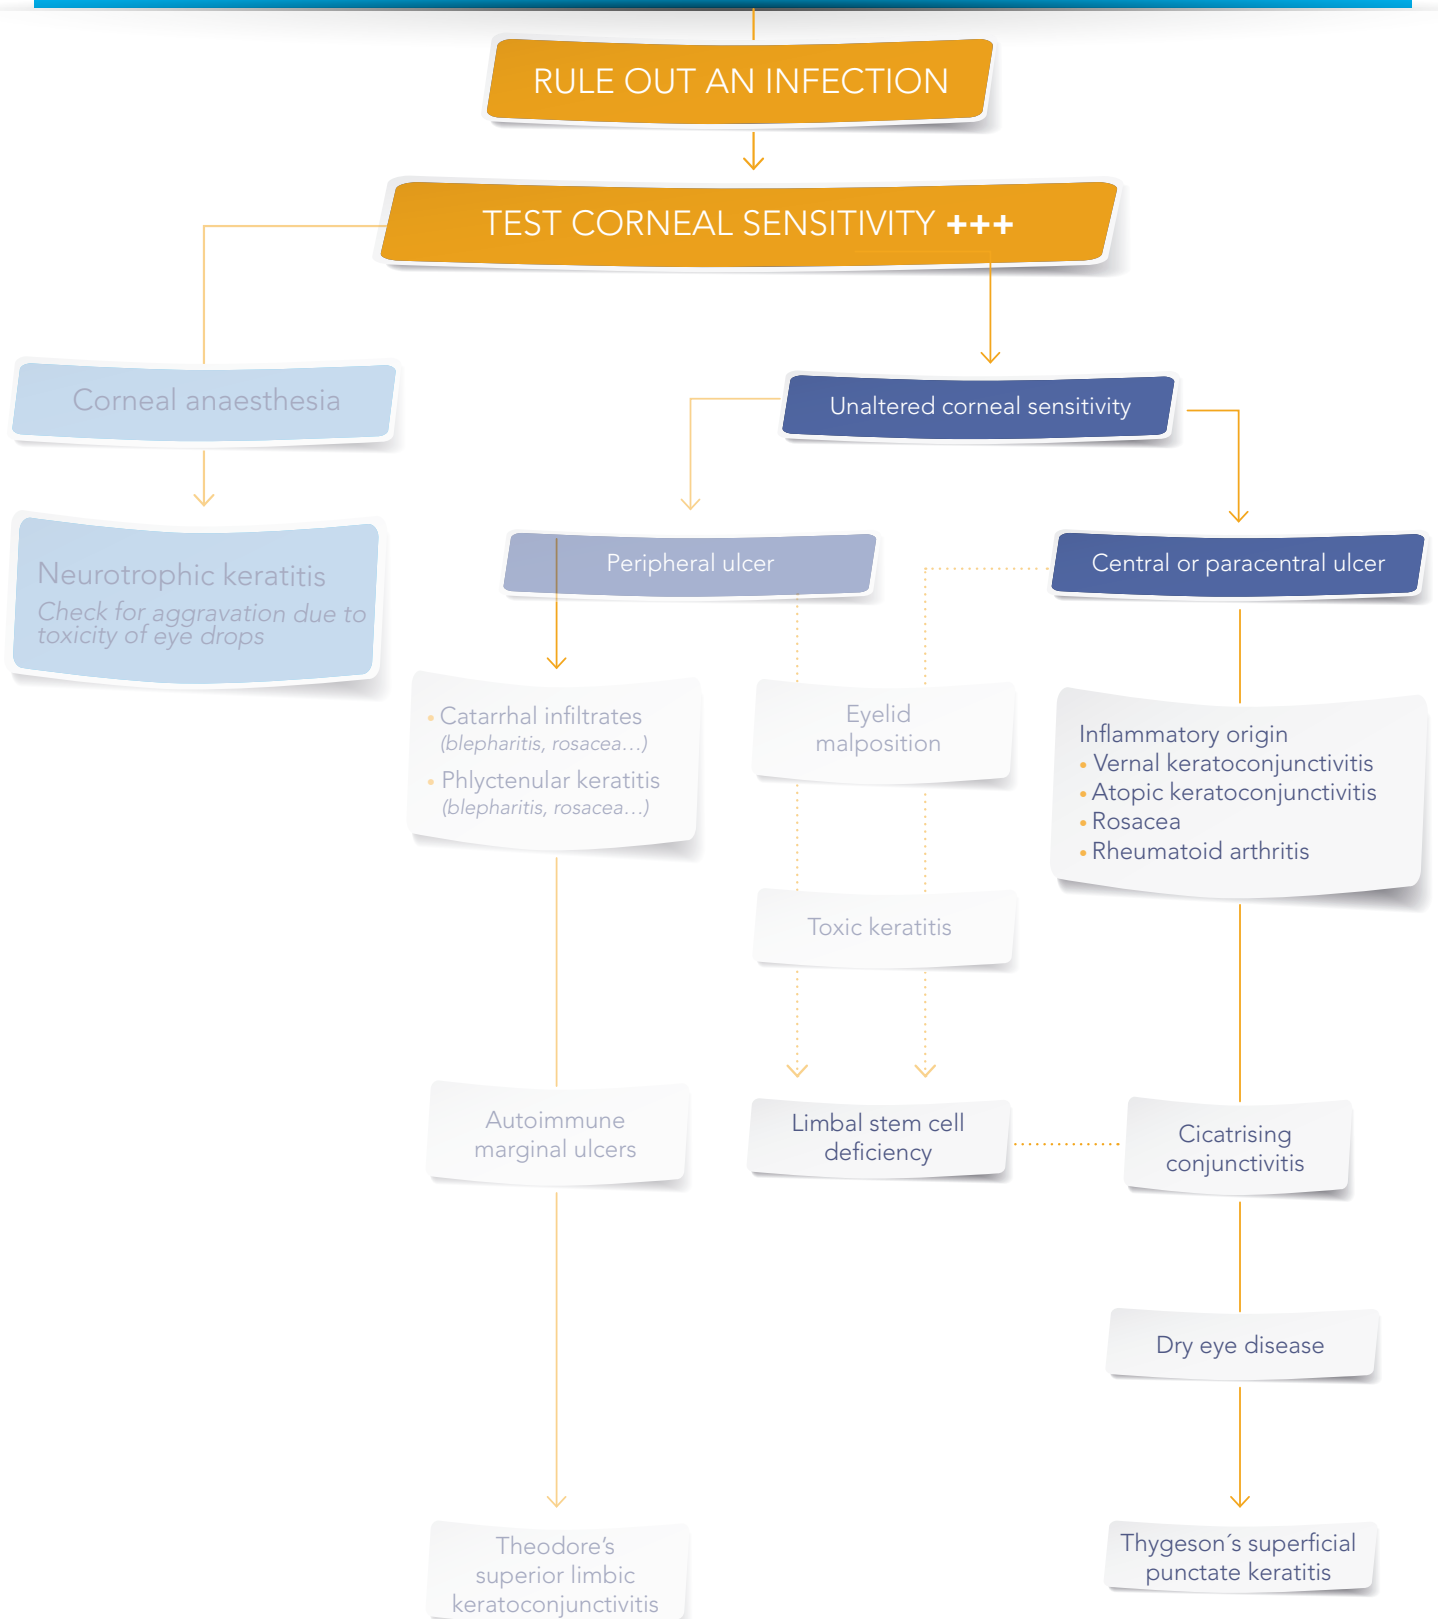 RULE OUT AN INFECTION
TEST CORNEAL SENSITIVITY +++
Corneal anaesthesia
Unaltered corneal sensitivity
Neurotrophic keratitis
Check for aggravation due to
toxicity of eye drops
Peripheral ulcer
Central or paracentral ulcer
• Catarrhal infiltrates
(blepharitis, rosacea...)
• Phlyctenular keratitis
(blepharitis, rosacea...)
Eyelid
malposition
Inflammatory origin
• Vernal keratoconjunctivitis
• Atopic keratoconjunctivitis
• Rosacea
• Rheumatoid arthritis
Toxic keratitis
Autoimmune
marginal ulcers
Limbal stem cell
deficiency
Cicatrising
conjunctivitis
Dry eye disease
Theodore’s
superior limbic
keratoconjunctivitis
Thygeson´s superficial
punctate keratitis